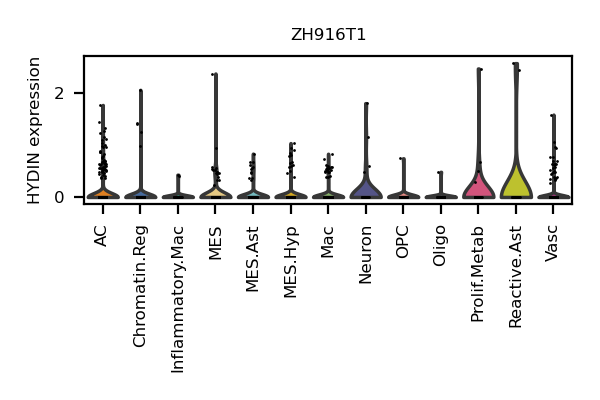 ZH916T1
HYDIN expression
2
0
AC
Chromatin.Reg
Inflammatory.Mac
MES
MES.Ast
MES.Hyp
Mac
Neuron
OPC
Oligo
Prolif.Metab
Reactive.Ast
Vasc